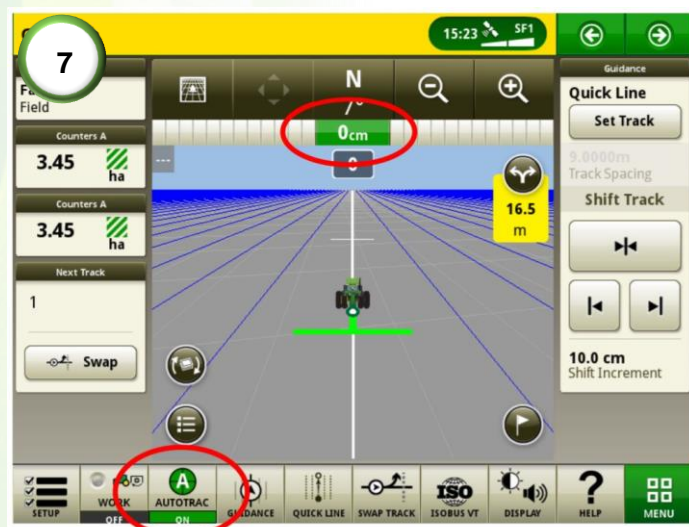 7
15:23 SF1
Field
Counters A
3.45 ha
Counters A
3.45 ha
Next Track
1
Swap
N
0cm
0
---
16.5
m
Guidance
Quick Line
Set Track
9.0000m
Track Spacing
Shift Track
10.0 cm
Shift Increment
SETUP
WORK
OFF
A
AUTOTRAC
ON
GUIDANCE
QUICK LINE
SWAP TRACK
ISO
ISOBUS VT
DISPLAY
?
HELP
MENU